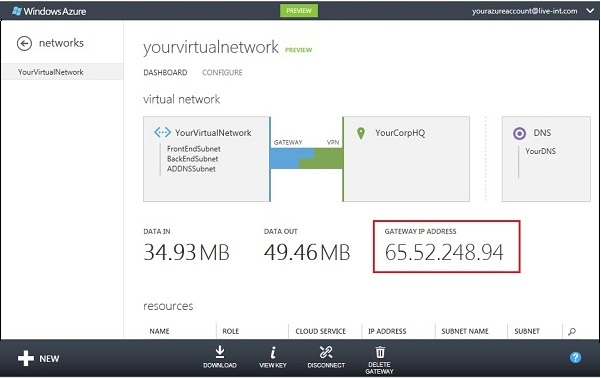 Windows Azure
PREVIEW
yourazureaccount@live-int.com
networks
YourVirtualNetwork
yourvirtualnetwork PREVIEW
DASHBOARD CONFIGURE
virtual network
YourVirtualNetwork
FrontEndSubnet
BackEndSubnet
ADDNSSubnet
GATEWAY VPN
YourCorpHQ
DNS
YourDNS
DATA IN
34.93 MB
DATA OUT
49.46 MB
GATEWAY IP ADDRESS
65.52.248.94
resources
NAME ROLE CLOUD SERVICE IP ADDRESS SUBNET NAME SUBNET
NEW
DOWNLOAD
VIEW KEY
DISCONNECT
DELETE
GATEWAY
?